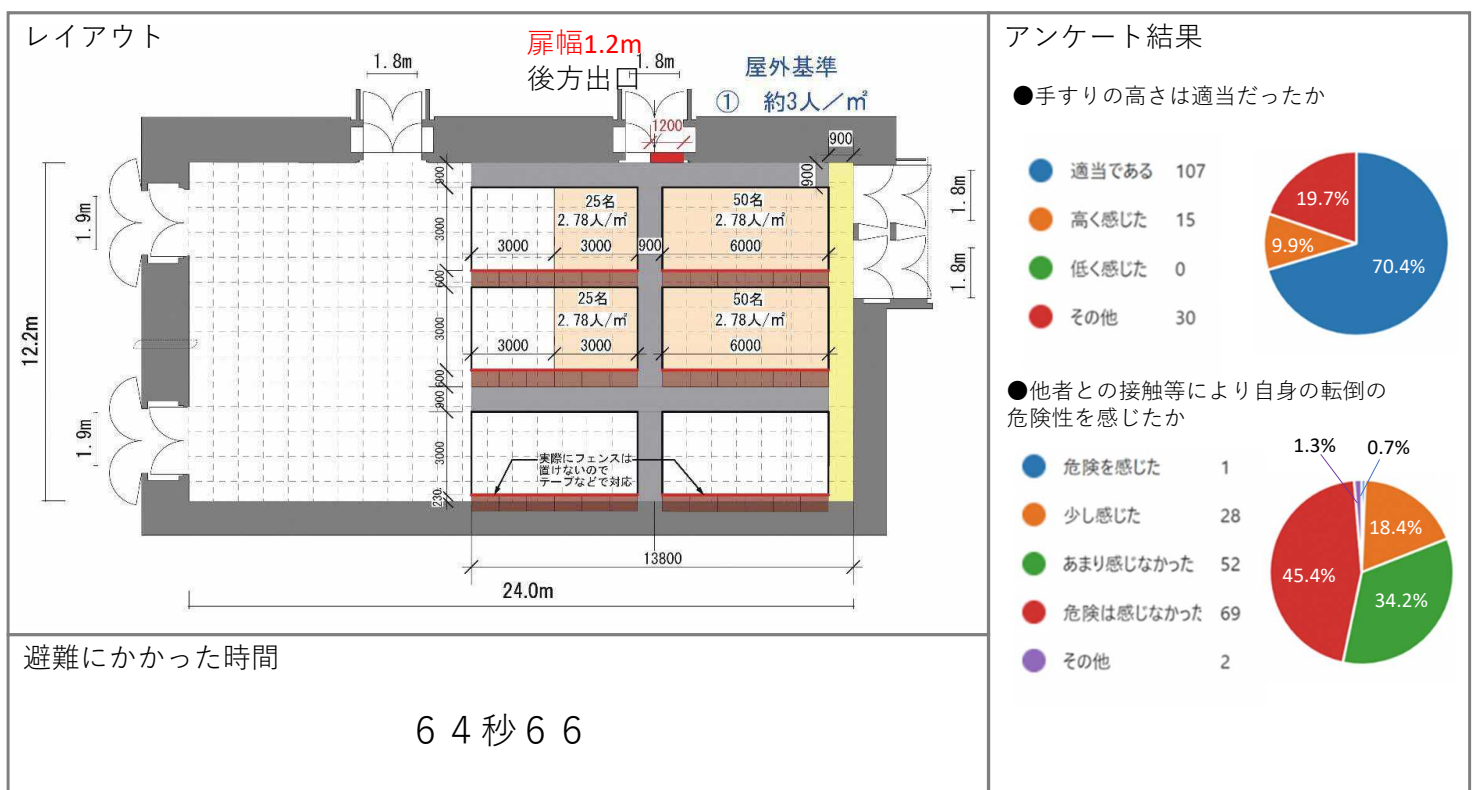 レイアウト
扉幅1.2m
後方出口
1.8m
1.8m
屋外基準
① 約3人／㎡
1200
900
900
900
1.9m
1.8m
25名
2.78人/㎡
50名
2.78人/㎡
3000
3000
3000
900
6000
600
1.8m
25名
2.78人/㎡
50名
2.78人/㎡
3000
3000
3000
6000
12.2m
600
900
1.9m
3000
実際にフェンスは
置けないので
テープなどで対応
230
13800
24.0m
避難にかかった時間
６４秒６６
アンケート結果
●手すりの高さは適当だったか
適当である 107
高く感じた 15
低く感じた 0
その他 30
19.7%
9.9%
70.4%
●他者との接触等により自身の転倒の
危険性を感じたか
危険を感じた 1
少し感じた 28
あまり感じなかった 52
危険は感じなかった 69
その他 2
1.3%
0.7%
18.4%
45.4%
34.2%